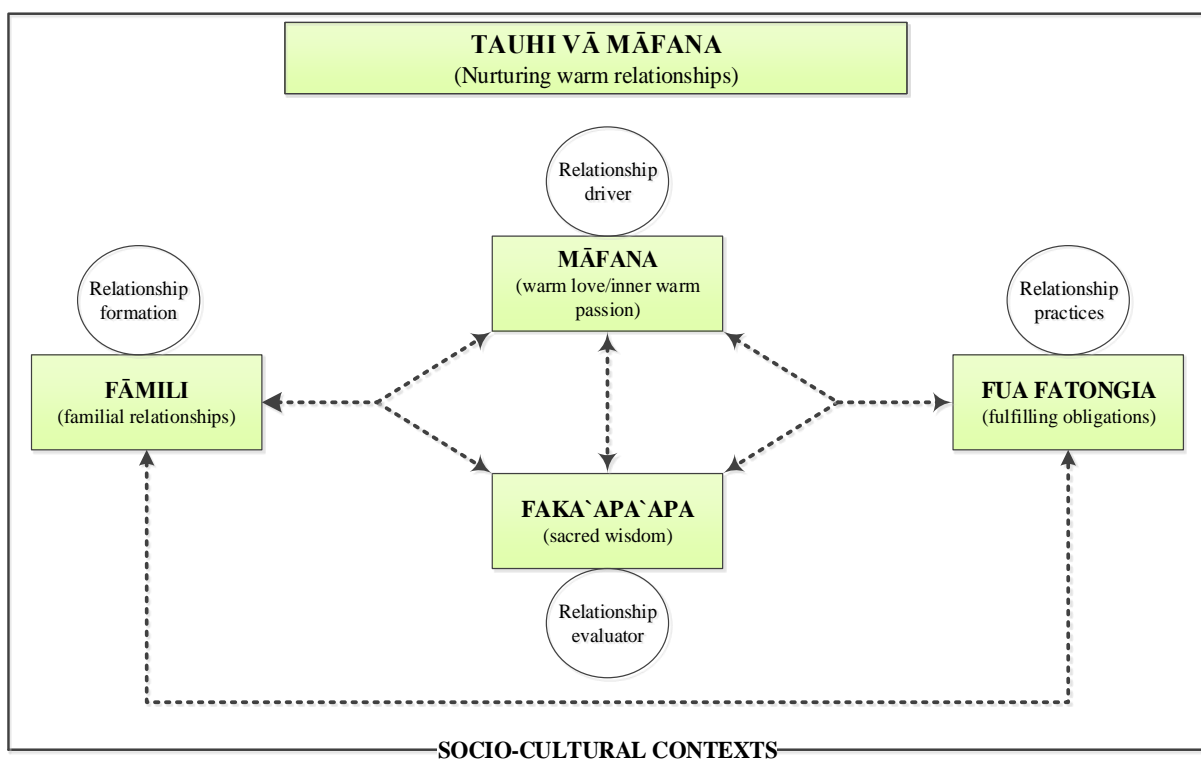 TAUHI VĀ MĀFANA
(Nurturing warm relationships)
Relationship
driver
MĀFANA
(warm love/inner warm
passion)
Relationship
formation
FĀMILI
(familial relationships)
Relationship
practices
FUA FATONGIA
(fulfilling obligations)
FAKA`APA`APA
(sacred wisdom)
Relationship
evaluator
SOCIO-CULTURAL CONTEXTS